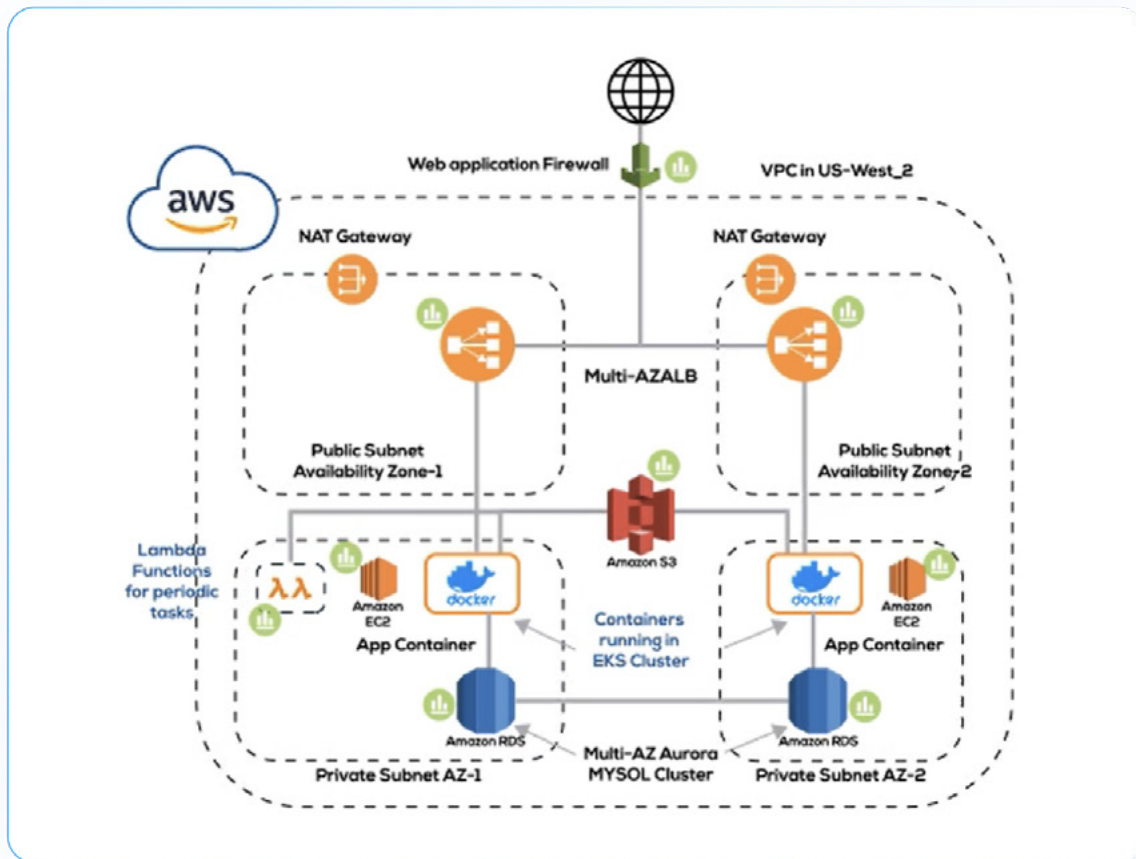 Web application Firewall
VPC in US-West_2
aws
NAT Gateway
NAT Gateway
Multi-AZALB
Public Subnet
Availability Zone-1
Public Subnet
Availability Zone-2
Amazon S3
Lambda
Functions
for periodic
tasks
λλ
Amazon
EC2
docker
App Container
Containers
running in
EKS Cluster
docker
Amazon
EC2
App Container
Amazon RDS
Amazon RDS
Multi-AZ Aurora
MYSQL Cluster
Private Subnet AZ-1
Private Subnet AZ-2